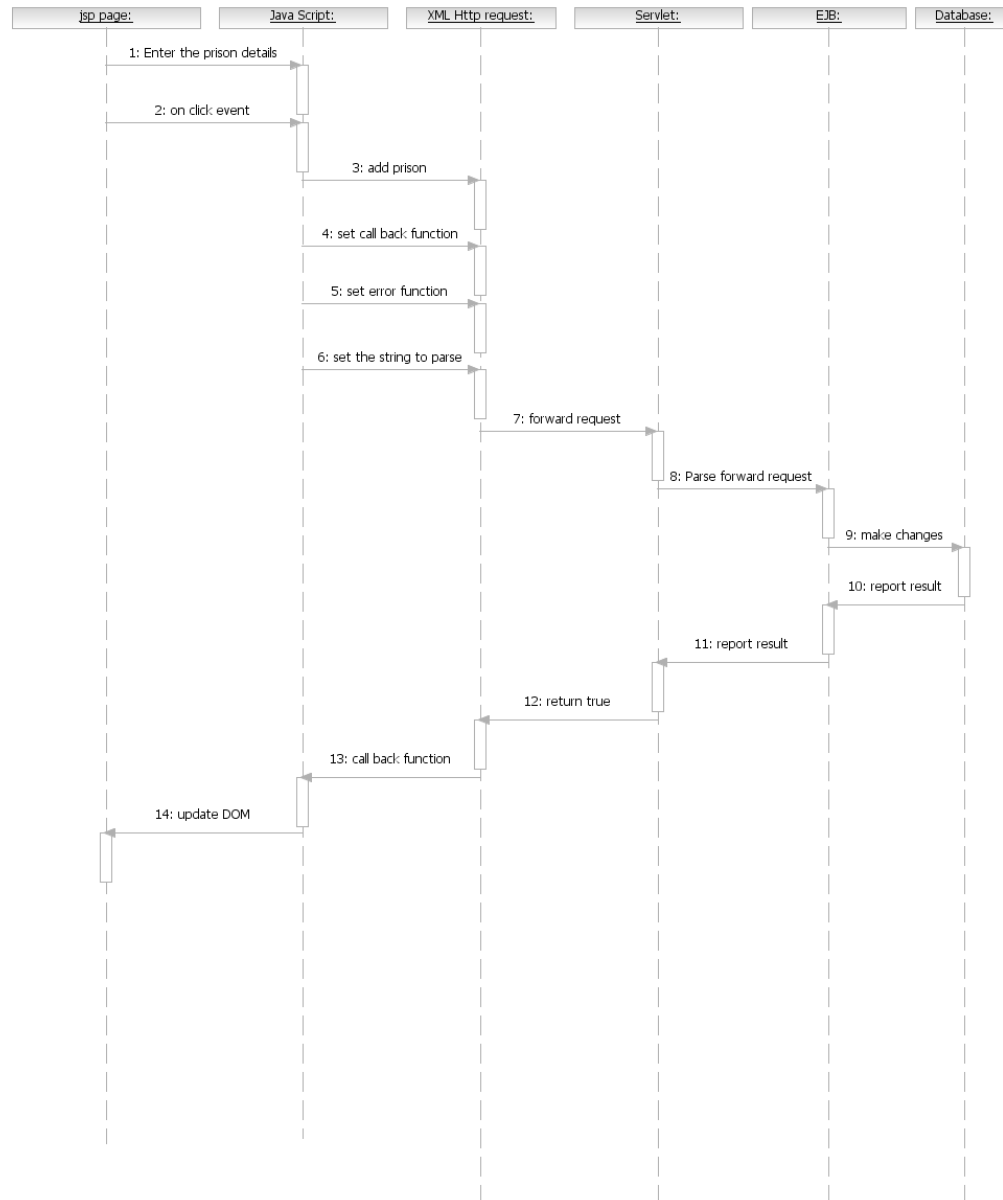 jsp page:
Java Script:
XML Http request:
Servlet:
EJB:
Database:
1: Enter the prison details
2: on click event
3: add prison
4: set call back function
5: set error function
6: set the string to parse
7: forward request
8: Parse forward request
9: make changes
10: report result
11: report result
12: return true
13: call back function
14: update DOM